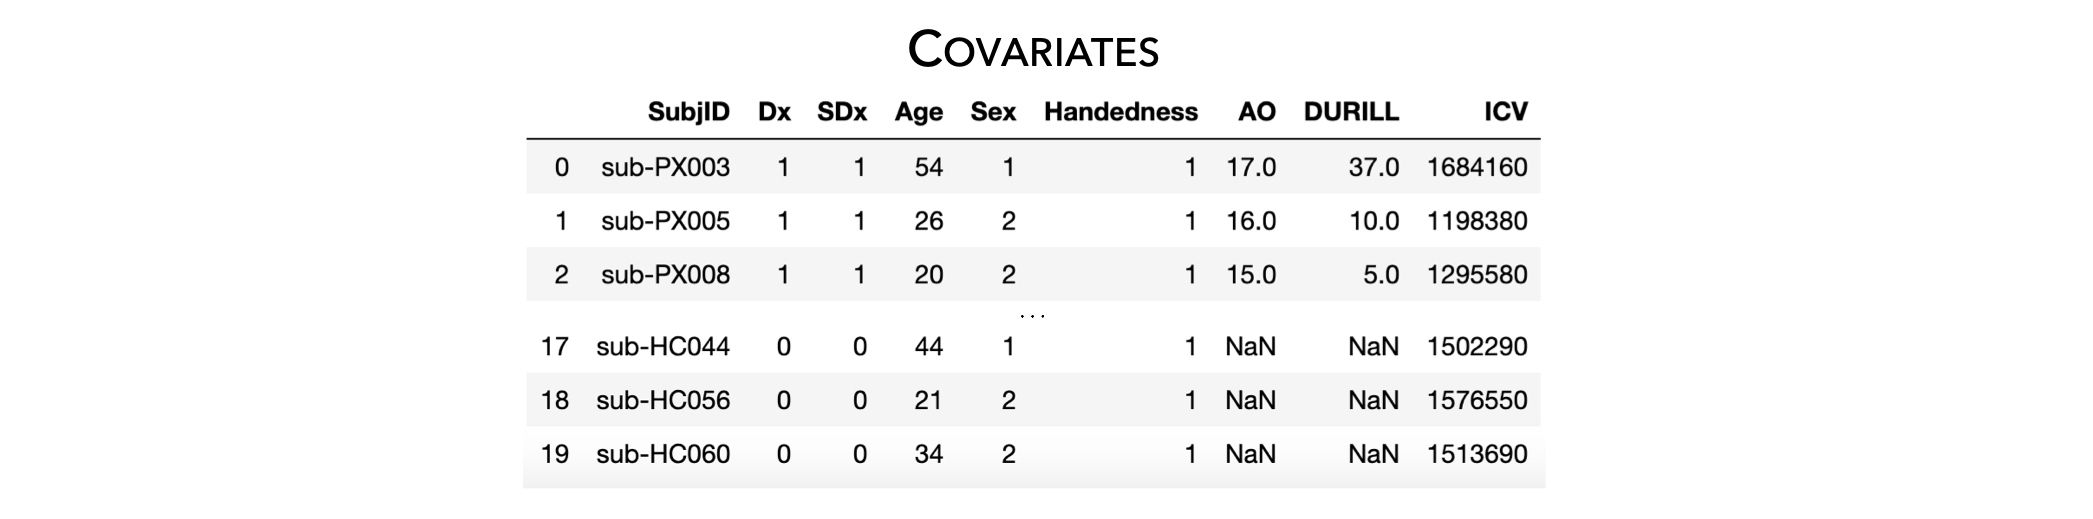 COVARIATES
SubjID Dx SDx Age Sex Handedness AO DURILL ICV
0 sub-PX003 1 1 54 1 1 17.0 37.0 1684160
1 sub-PX005 1 1 26 2 1 16.0 10.0 1198380
2 sub-PX008 1 1 20 2 1 15.0 5.0 1295580
...
17 sub-HC044 0 0 44 1 1 NaN NaN 1502290
18 sub-HC056 0 0 21 2 1 NaN NaN 1576550
19 sub-HC060 0 0 34 2 1 NaN NaN 1513690